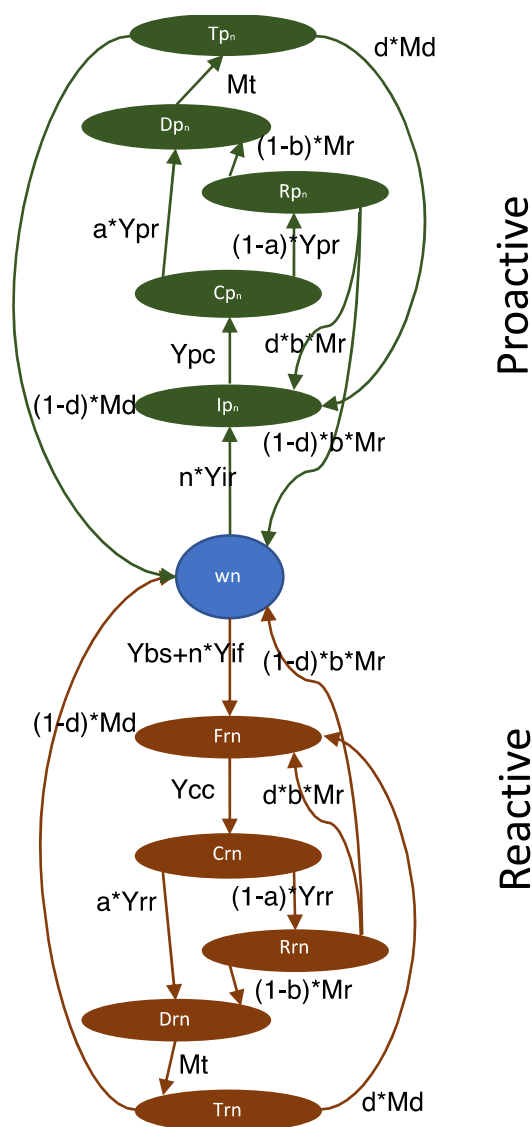 Tpn
d*Md
Mt
Dpn
(1-b)*Mr
Rpn
a*Ypr
(1-a)*Ypr
Cpn
Ypc
d*b*Mr
(1-d)*Md
Ipn
(1-d)*b*Mr
n*Yir
Proactive
wn
Ybs+n*Yif
(1-d)*b*Mr
(1-d)*Md
Frn
Ycc
d*b*Mr
Crn
a*Yrr
(1-a)*Yrr
Rrn
(1-b)*Mr
Drn
Mt
Trn
d*Md
Reactive